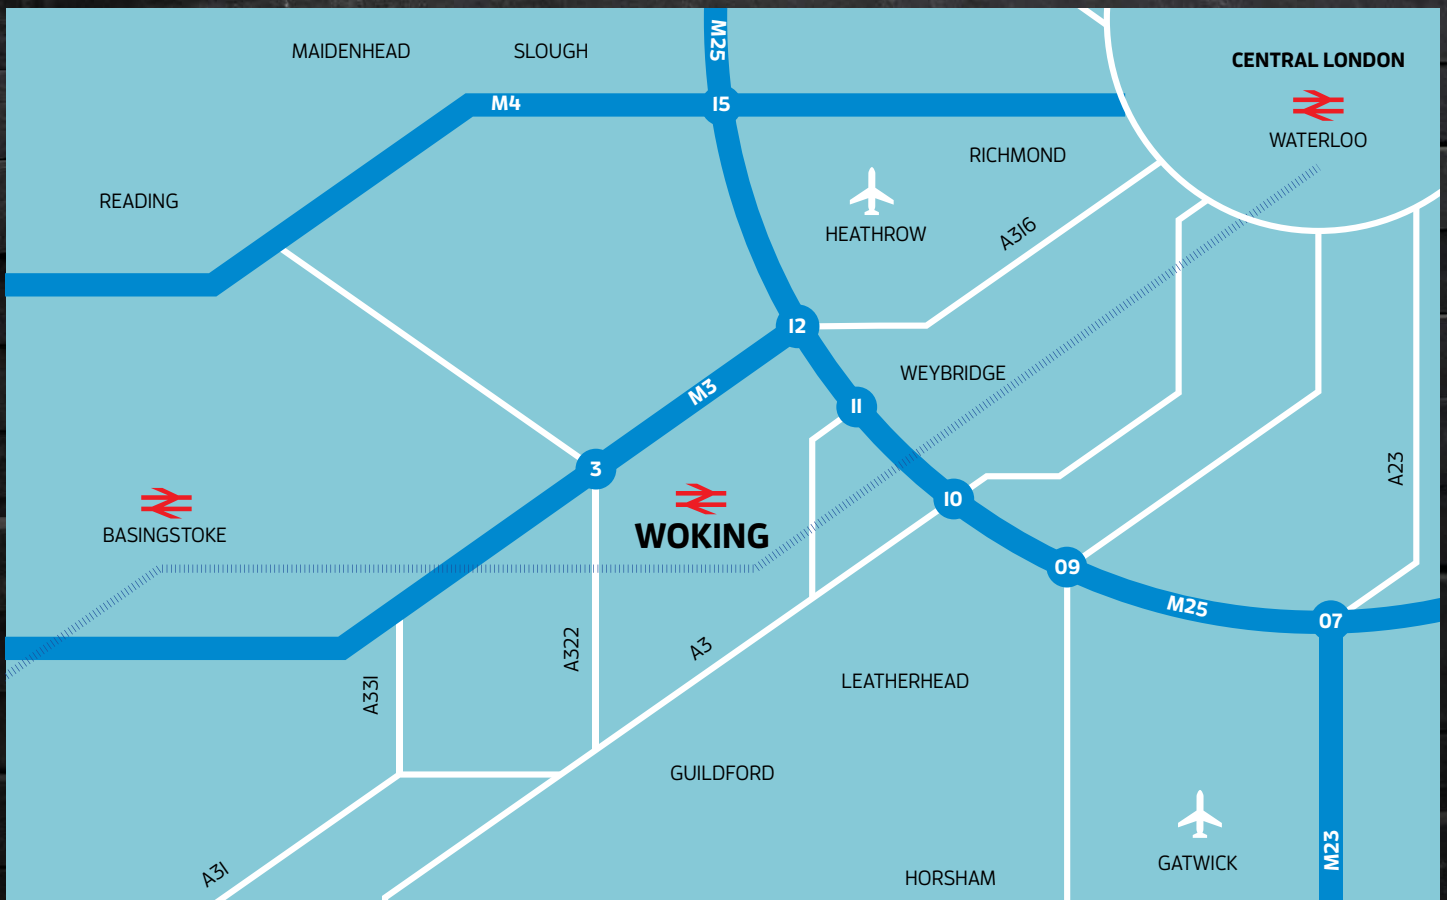 MAIDENHEAD
SLOUGH
M25
CENTRAL LONDON
M4
15
WATERLOO
RICHMOND
READING
HEATHROW
A316
12
WEYBRIDGE
M3
11
3
A23
10
BASINGSTOKE
WOKING
09
M25
07
A322
A3
A331
LEATHERHEAD
GUILDFORD
M23
GATWICK
A31
HORSHAM